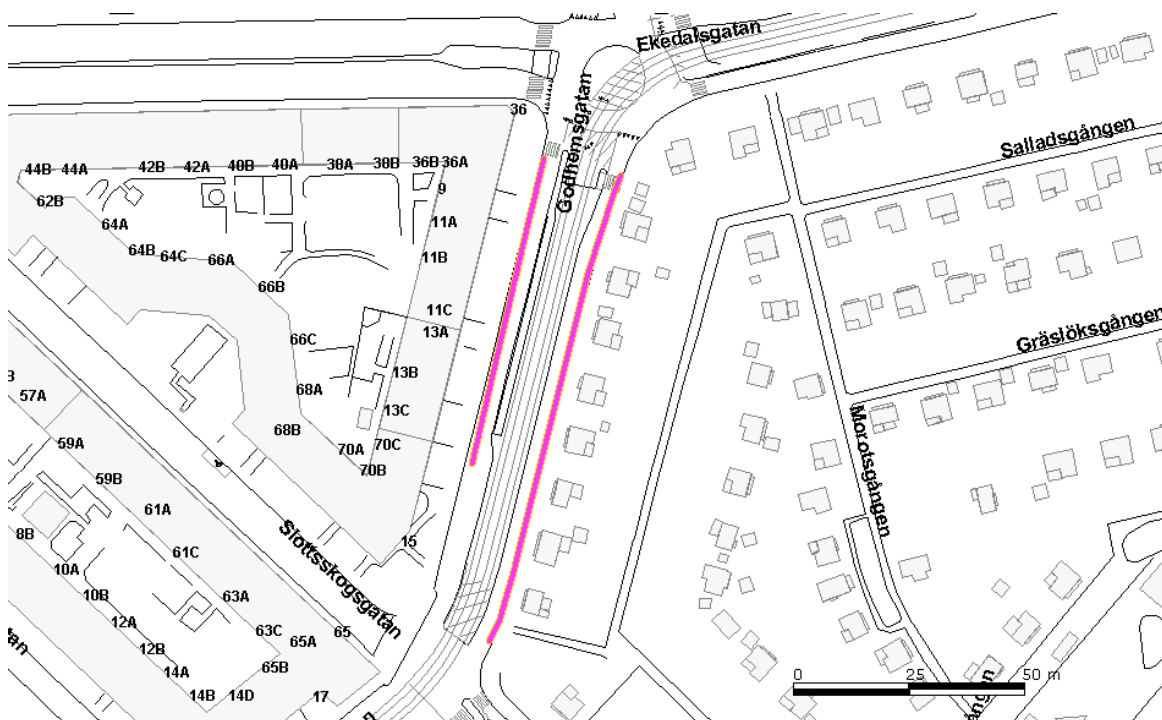 Ekedalsgatan
Godhemsgatan
36
Salladsgången
44B 44A 42B 42A 40B 40A 38A 38B 36B 36A
9
62B
64A
11A
64B 64C 66A
11B
66B
11C
13A
Gräslöksgången
66C
13B
57A
68A
13C
Morotsgången
68B
59A
70A 70C
70B
59B
61A
8B
15
Slottsskogsgatan
61C
10A
10B
63A
12A
63C
65A 65
12B
14A
65B
14B 14D
17
0 25 50 m